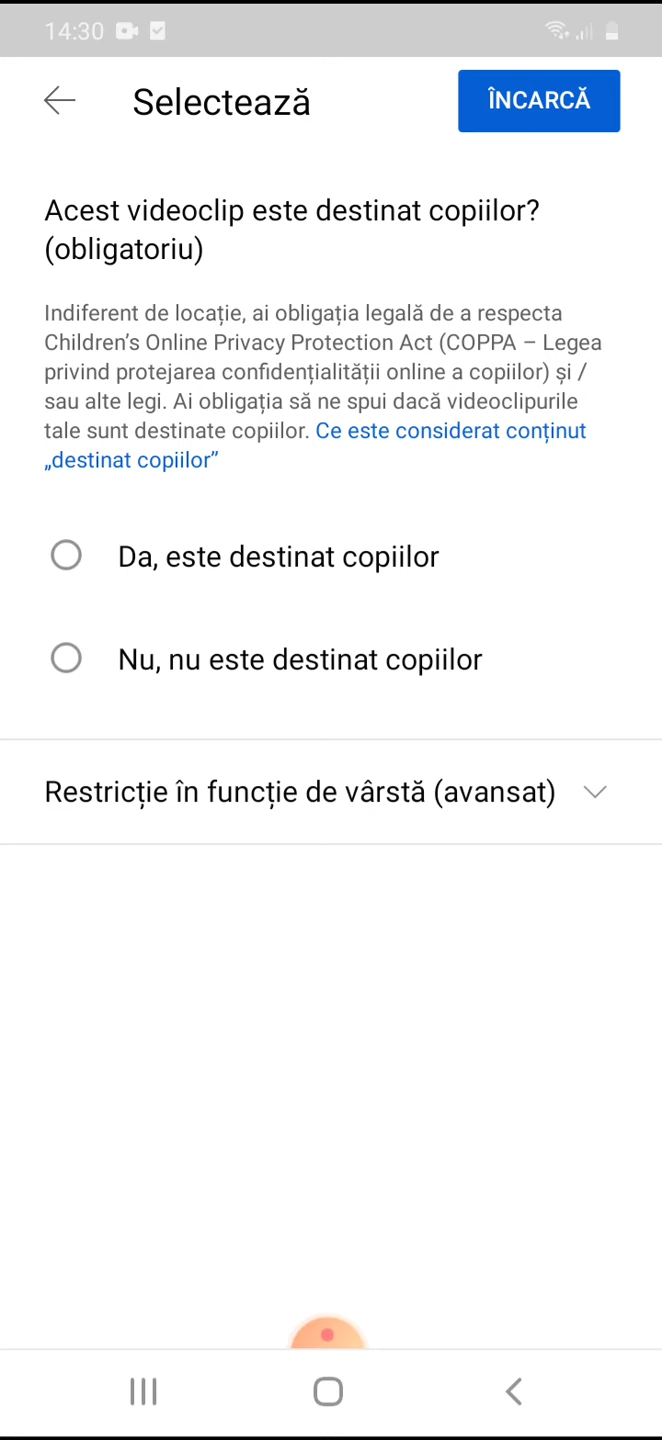 14:30
Selectează
ÎNCARCĂ
Acest videoclip este destinat copiilor?
(obligatoriu)
Indiferent de locație, ai obligația legală de a respecta
Children’s Online Privacy Protection Act (COPPA – Legea
privind protejarea confidențialității online a copiilor) și /
sau alte legi. Ai obligația să ne spui dacă videoclipurile
tale sunt destinate copiilor. Ce este considerat conținut
„destinat copiilor”
Da, este destinat copiilor
Nu, nu este destinat copiilor
Restricție în funcție de vârstă (avansat)